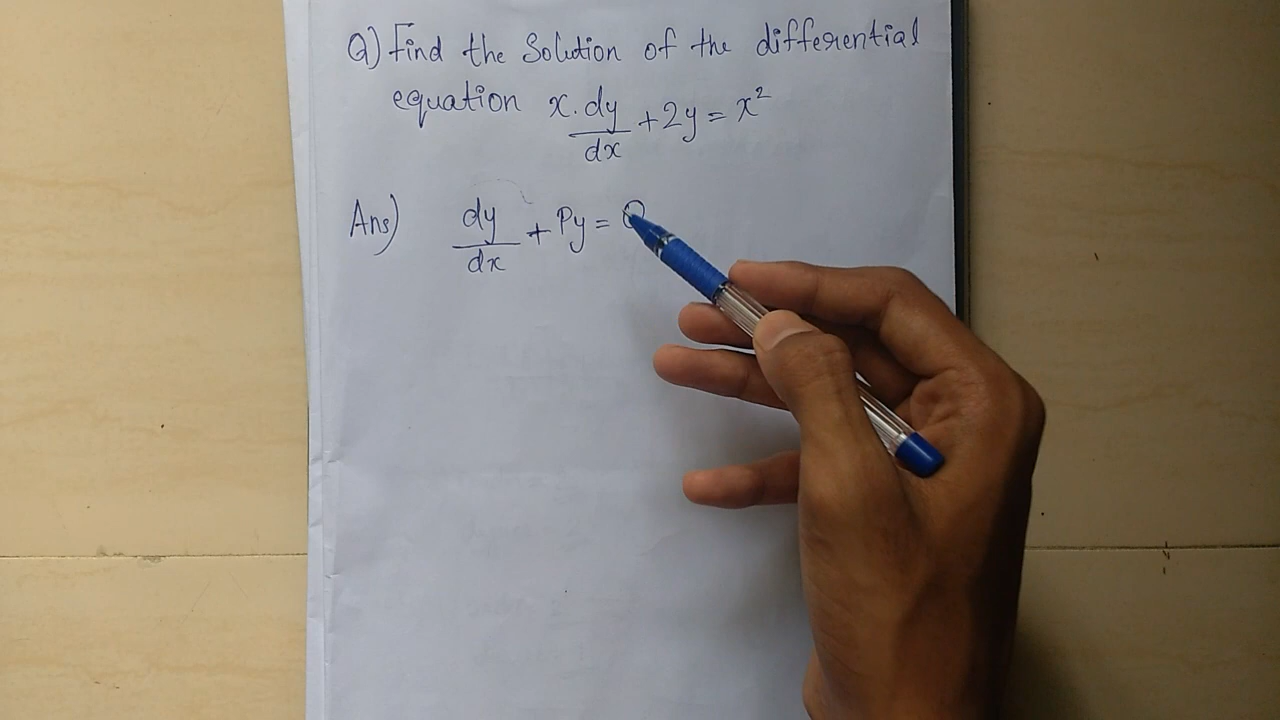 Q) Find the Solution of the differential
equation x. dy/dx + 2y = x²
Ans) dy/dx + Py = Q